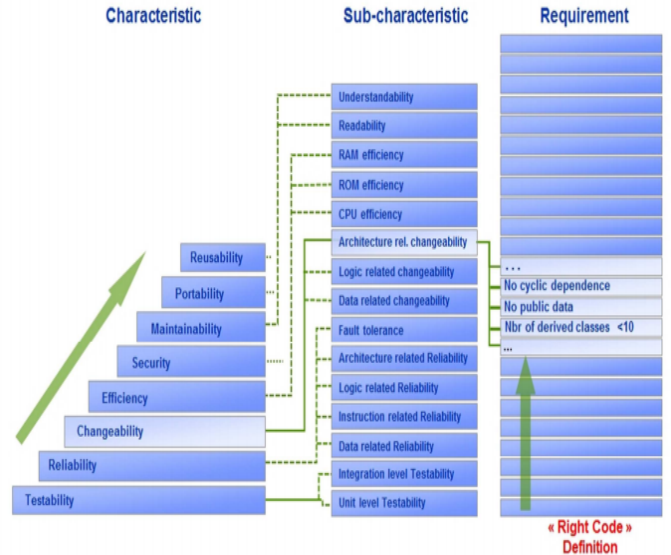 Characteristic
Sub-characteristic
Requirement
Understandability
Readability
RAM efficiency
ROM efficiency
CPU efficiency
Architecture rel. changeability
Logic related changeability
Data related changeability
Fault tolerance
Architecture related Reliability
Logic related Reliability
Instruction related Reliability
Data related Reliability
Integration level Testability
Unit level Testability
Reusability
Portability
Maintainability
Security
Efficiency
Changeability
Reliability
Testability
...
No cyclic dependence
No public data
Nbr of derived classes <10
...
« Right Code »
Definition